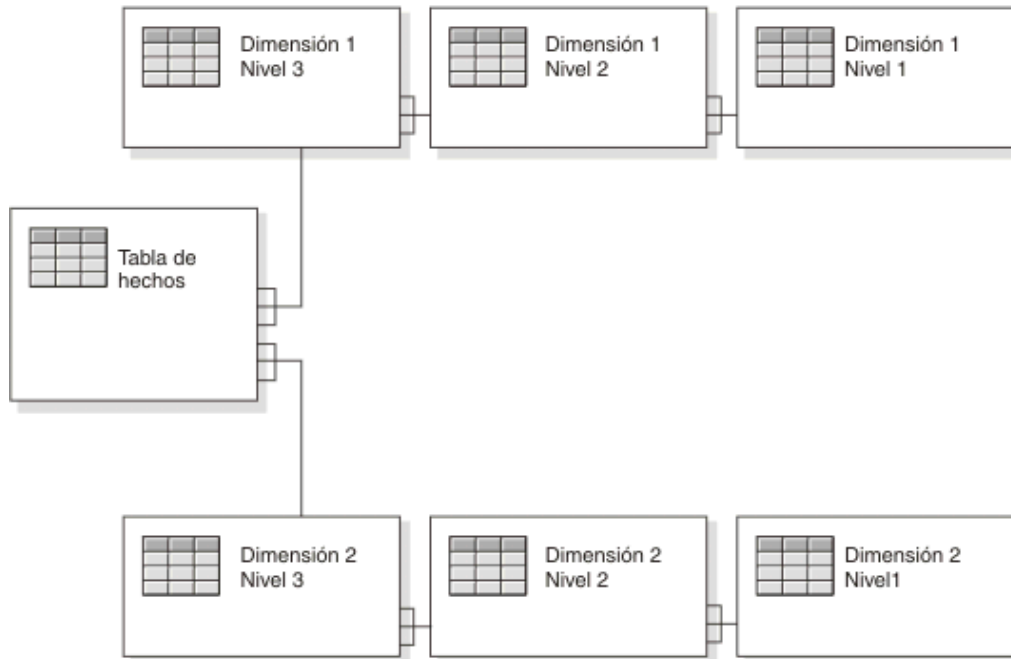 Dimensión 1
Nivel 3
Dimensión 1
Nivel 2
Dimensión 1
Nivel 1
Tabla de
hechos
Dimensión 2
Nivel 3
Dimensión 2
Nivel 2
Dimensión 2
Nivel1